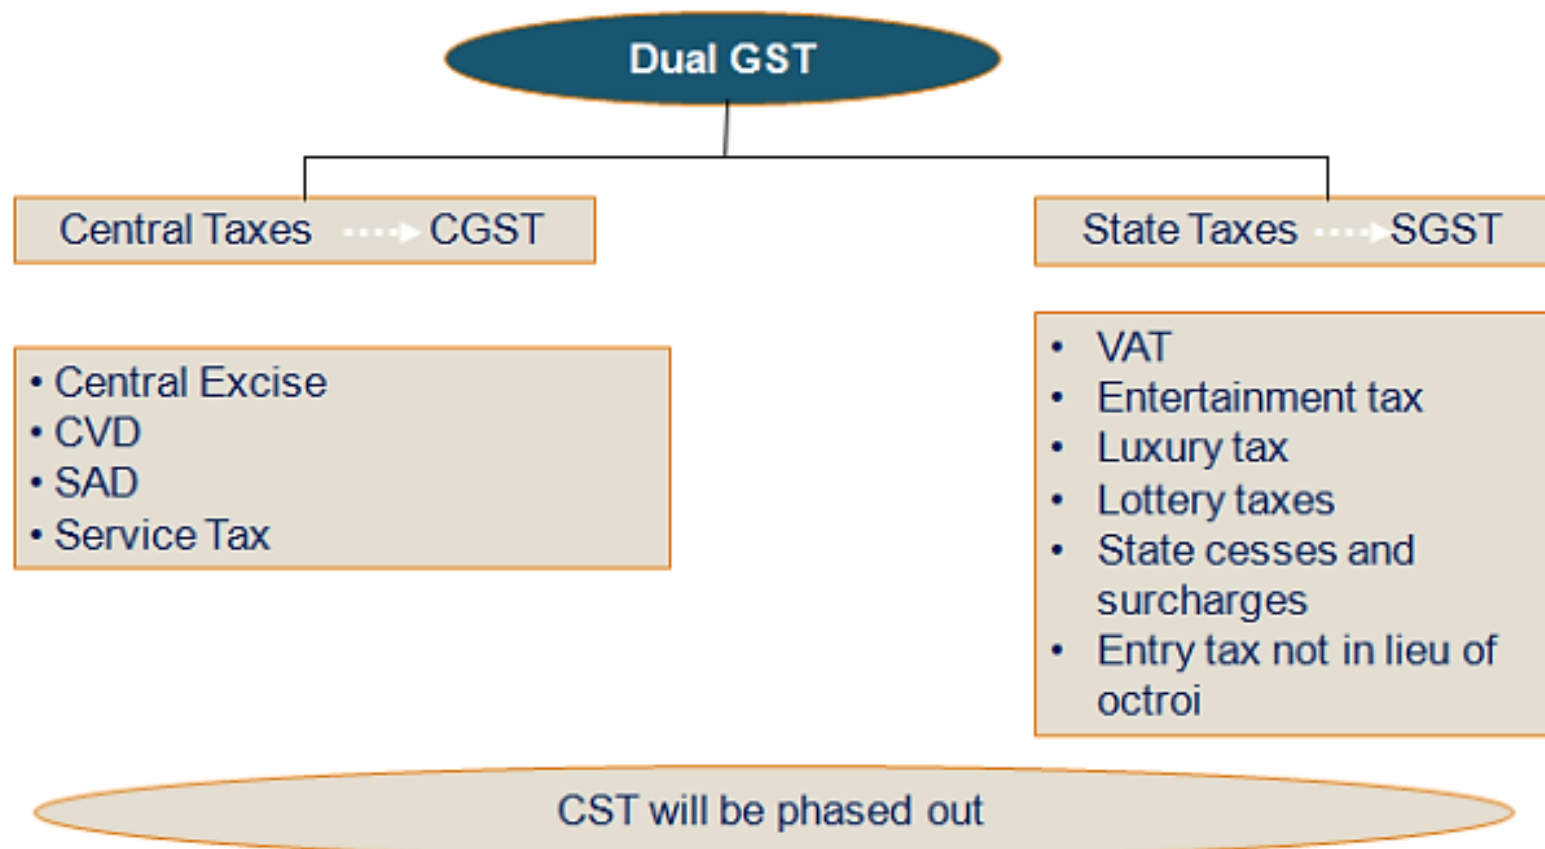 Dual GST
Central Taxes CGST
State Taxes SGST
• Central Excise
• CVD
• SAD
• Service Tax
• VAT
• Entertainment tax
• Luxury tax
• Lottery taxes
• State cesses and
surcharges
• Entry tax not in lieu of
octroi
CST will be phased out